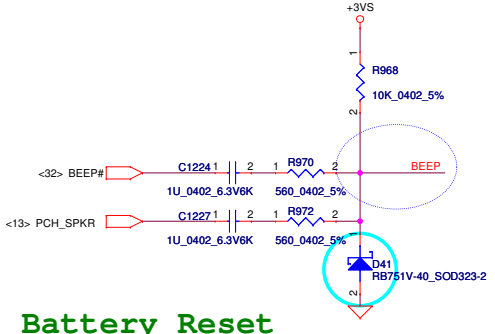 +3VS
1
R968
10K_0402_5%
2
BEEP
<32> BEEP#
C1224
1
2
1
R970
2
1U_0402_6.3V6K
560_0402_5%
<13> PCH_SPKR
C1227
1
2
1
R972
2
1U_0402_6.3V6K
560_0402_5%
1
D41
RB751V-40_SOD323-2
2
Battery Reset